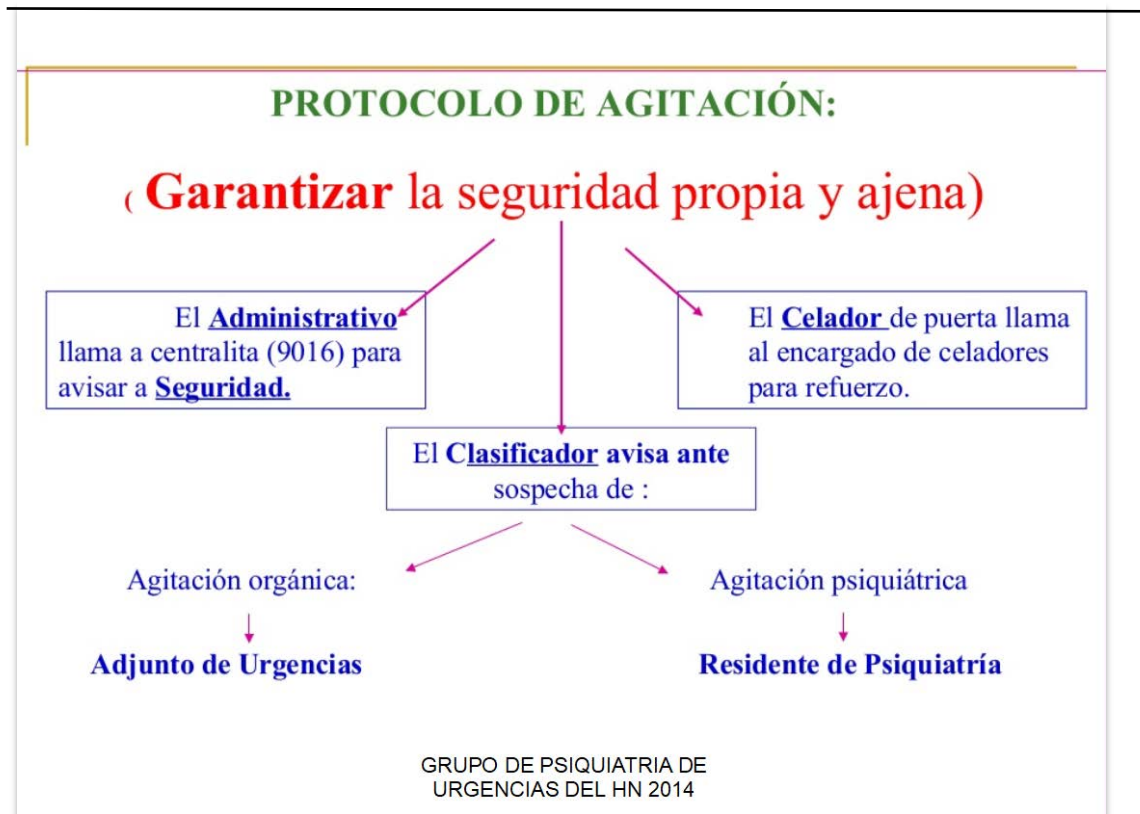 PROTOCOLO DE AGITACIÓN:
( Garantizar la seguridad propia y ajena)
El Administrativo
llama a centralita (9016) para
avisar a Seguridad.
El Celador de puerta llama
al encargado de celadores
para refuerzo.
El Clasificador avisa ante
sospecha de :
Agitación orgánica:
Agitación psiquiátrica
Adjunto de Urgencias
Residente de Psiquiatría
GRUPO DE PSIQUIATRIA DE
URGENCIAS DEL HN 2014